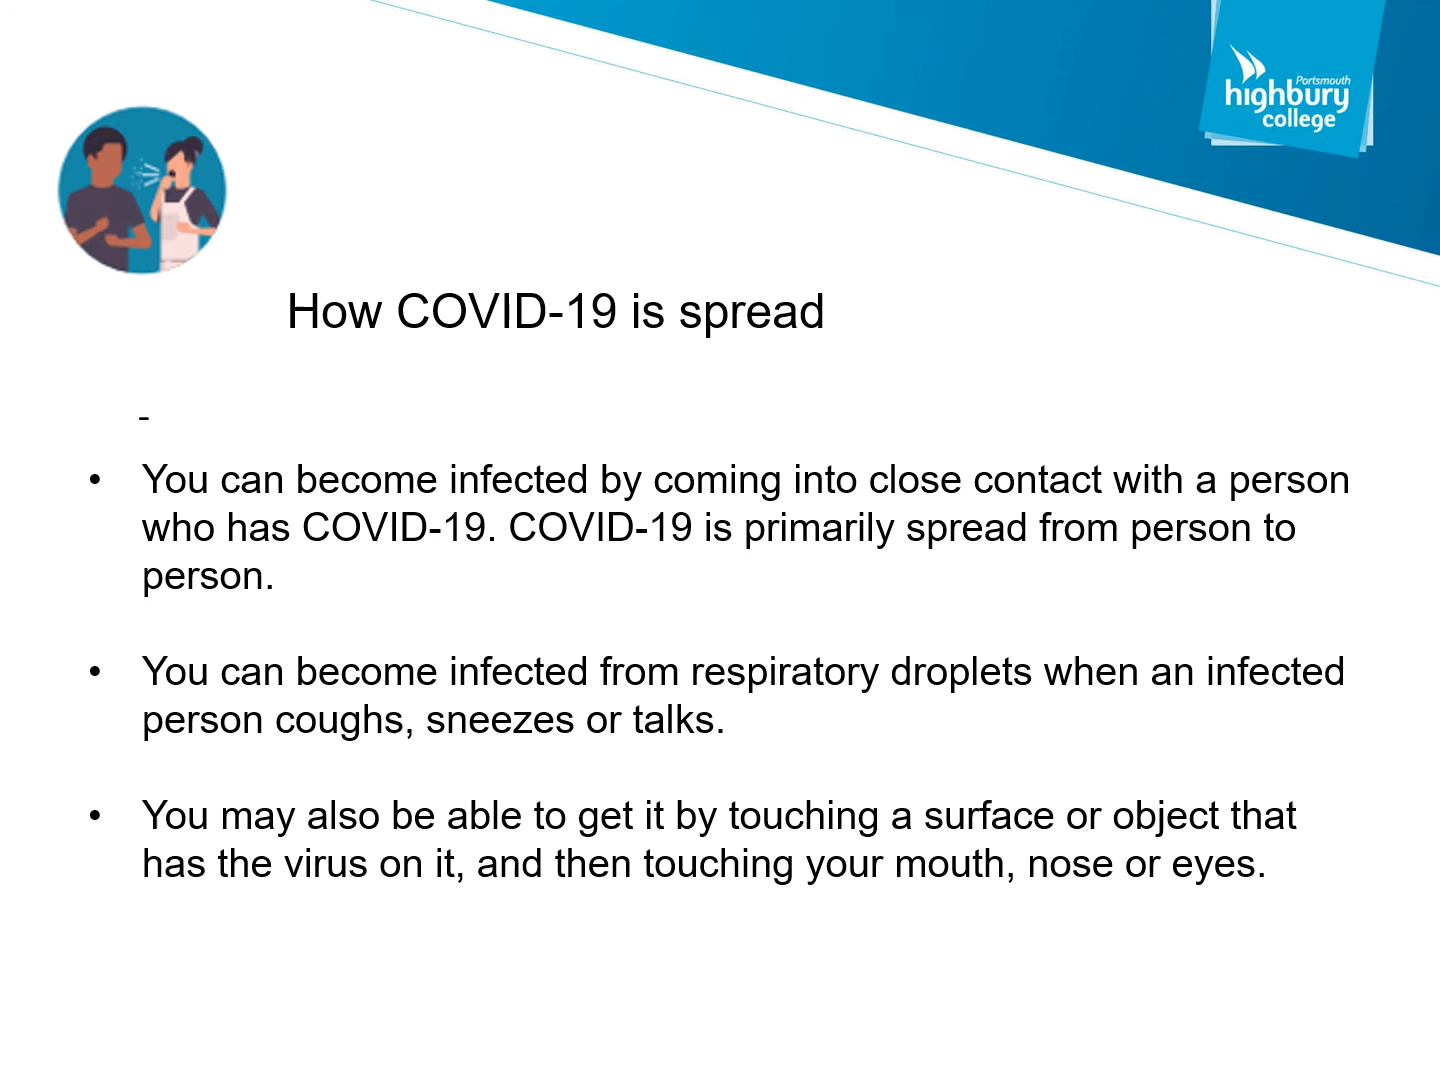 Portsmouth
highbury
college
How COVID-19 is spread
-
• You can become infected by coming into close contact with a person
who has COVID-19. COVID-19 is primarily spread from person to
person.
• You can become infected from respiratory droplets when an infected
person coughs, sneezes or talks.
• You may also be able to get it by touching a surface or object that
has the virus on it, and then touching your mouth, nose or eyes.